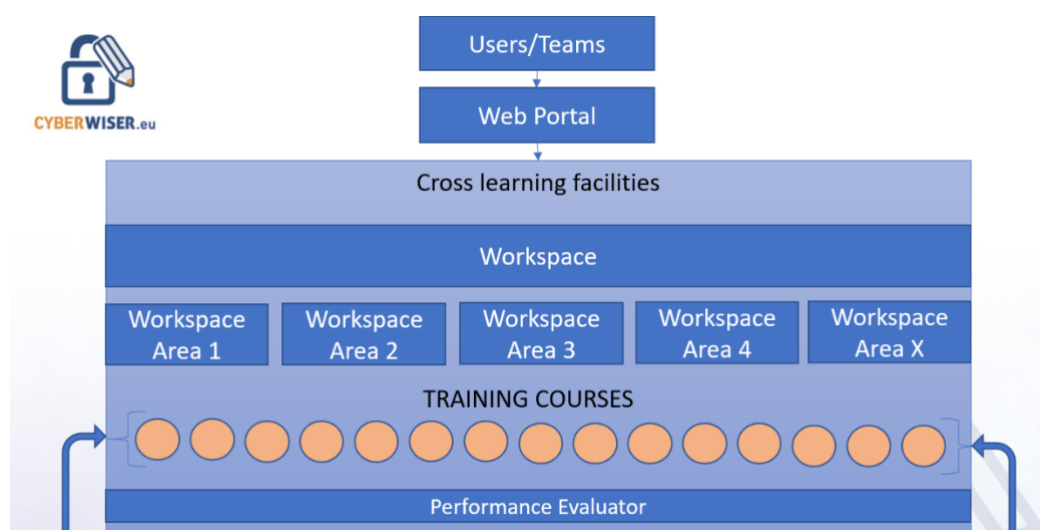 Users/Teams
CYBERWISER.eu
Web Portal
Cross learning facilities
Workspace
Workspace
Area 1
Workspace
Area 2
Workspace
Area 3
Workspace
Area 4
Workspace
Area X
TRAINING COURSES
Performance Evaluator